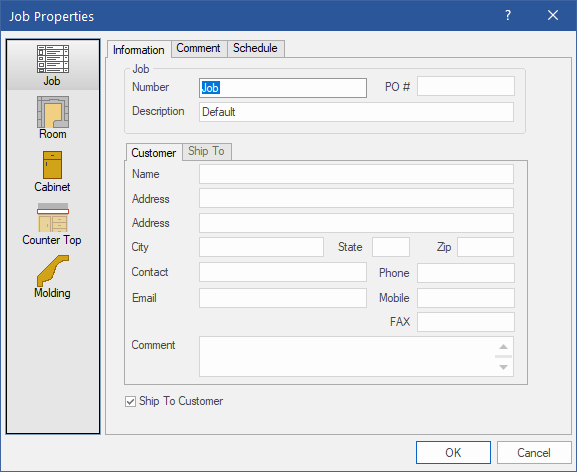 Job Properties ?
Job
Room
Cabinet
Counter Top
Molding
Information Comment Schedule
Job
Number Job PO #
Description Default
Customer Ship To
Name
Address
Address
City State Zip
Contact Phone
Email Mobile
FAX
Comment
Ship To Customer
OK Cancel